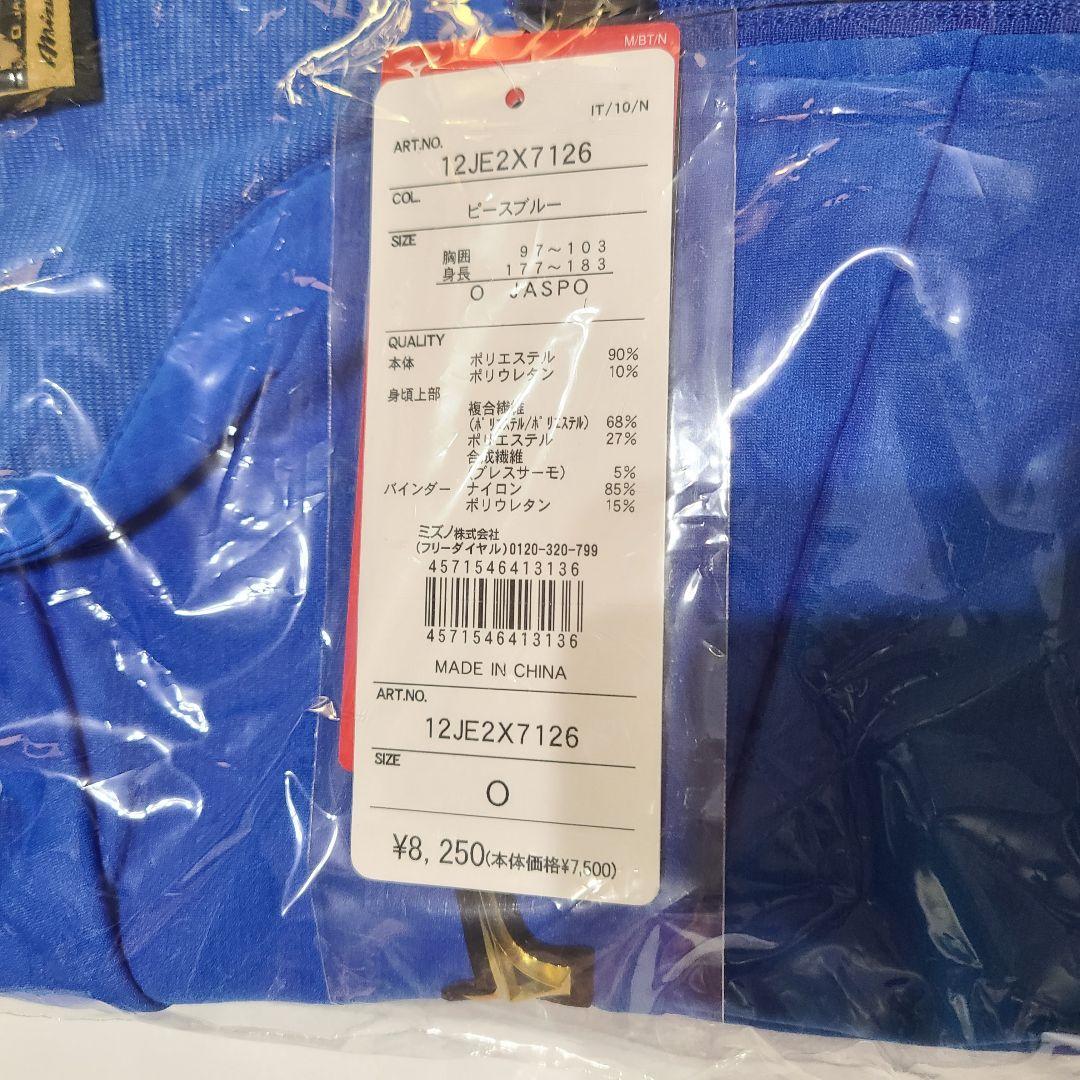 M/BT/N
IT/10/N
ART.NO.
12JE2X7126
COL.
ピースブルー
SIZE
胸囲 97〜103
身長 177〜183
O JASPO
QUALITY
本体 ポリエステル 90%
ポリウレタン 10%
身頃上部
複合繊維
(ﾎﾟﾘｴｽﾃﾙ/ﾎﾟﾘｴｽﾃﾙ) 68%
ポリエステル 27%
合成繊維
(ブレスサーモ) 5%
バインダー ナイロン 85%
ポリウレタン 15%
ミズノ株式会社
(フリーダイヤル)0120-320-799
4571546413136
4571546413136
MADE IN CHINA
ART.NO.
12JE2X7126
SIZE
O
¥8,250(本体価格¥7,500)